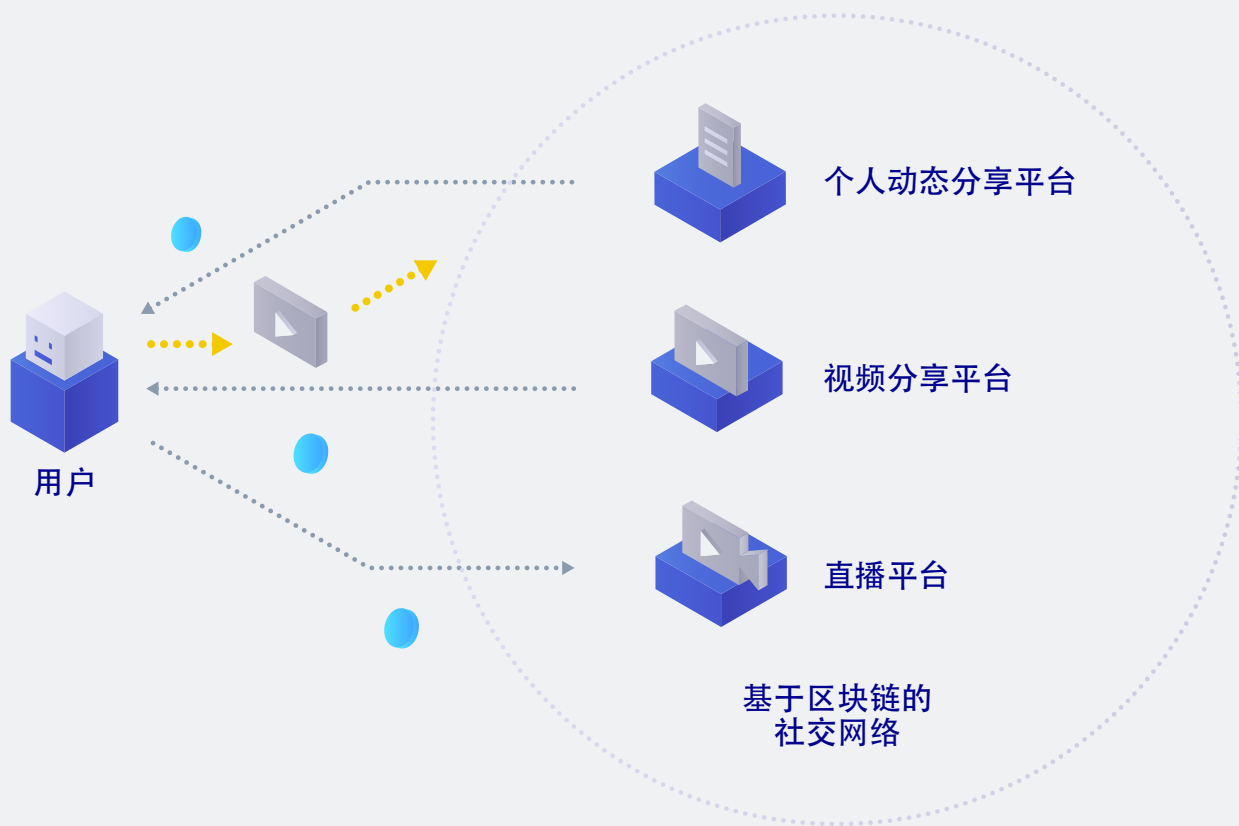 个人动态分享平台
视频分享平台
用户
直播平台
基于区块链的
社交网络